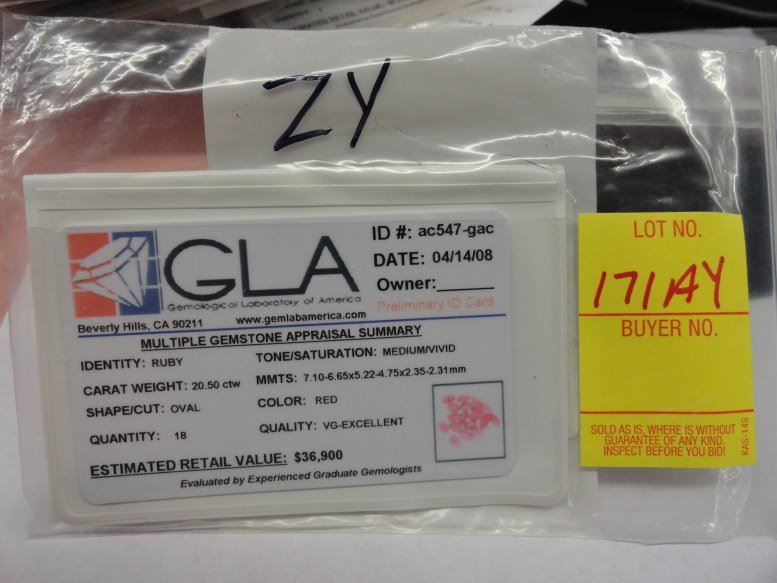 ZY
GLA
Gemological Laboratory of America
Beverly Hills, CA 90211
www.gemlabamerica.com
ID #: ac547-gac
DATE: 04/14/08
Owner:______
Preliminary ID Card
MULTIPLE GEMSTONE APPRAISAL SUMMARY
IDENTITY: RUBY
TONE/SATURATION: MEDIUM/VIVID
CARAT WEIGHT: 20.50 ctw
MMTS: 7.10-6.65x5.22-4.75x2.35-2.31mm
SHAPE/CUT: OVAL
COLOR: RED
QUANTITY: 18
QUALITY: VG-EXCELLENT
ESTIMATED RETAIL VALUE: $36,900
Evaluated by Experienced Graduate Gemologists
LOT NO.
171AY
BUYER NO.
SOLD AS IS, WHERE IS WITHOUT
GUARANTEE OF ANY KIND.
INSPECT BEFORE YOU BID!
KAS-14S